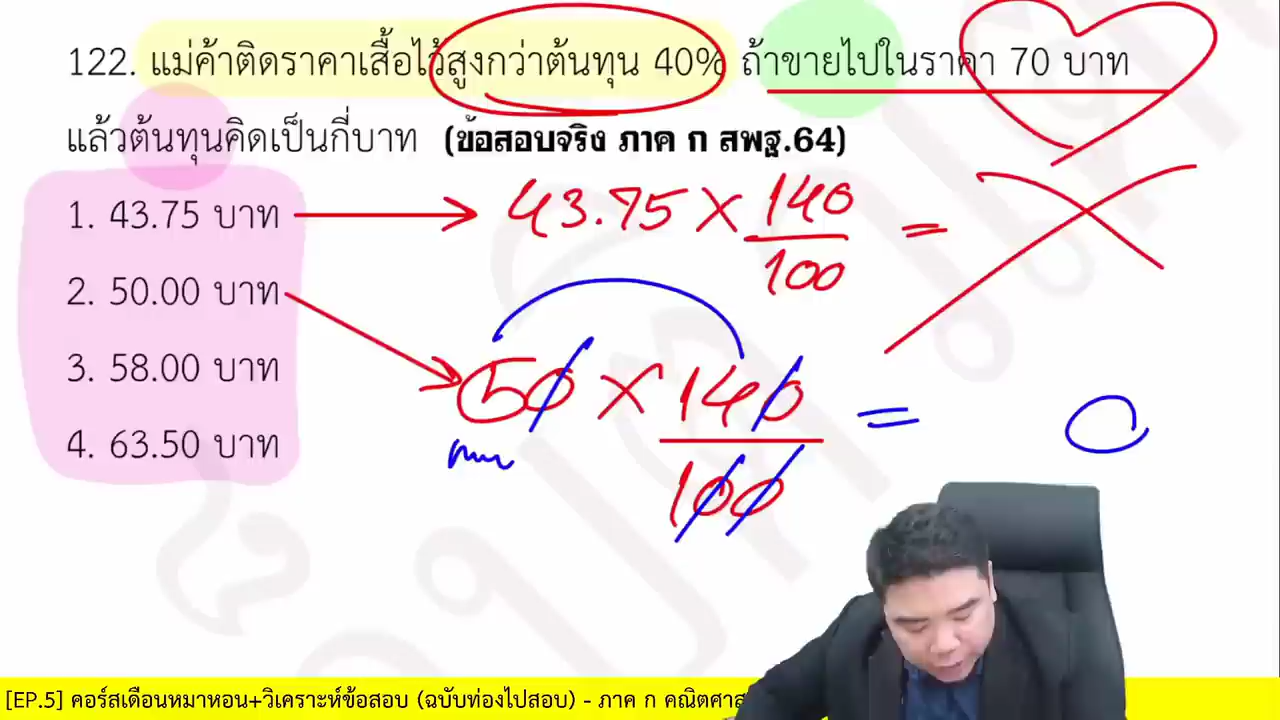 122. แม่ค้าติดราคาเสื้อไว้สูงกว่าต้นทุน 40% ถ้าขายไปในราคา 70 บาท
แล้วต้นทุนคิดเป็นกี่บาท (ข้อสอบจริง ภาค ก สพฐ.64)
1. 43.75 บาท
43.75 × 140/100 =
2. 50.00 บาท
50 × 140/100 =
3. 58.00 บาท
4. 63.50 บาท
[EP.5] คอร์สเดือนหมาหอน+วิเคราะห์ข้อสอบ (ฉบับท่องไปสอบ) - ภาค ก คณิตศาส